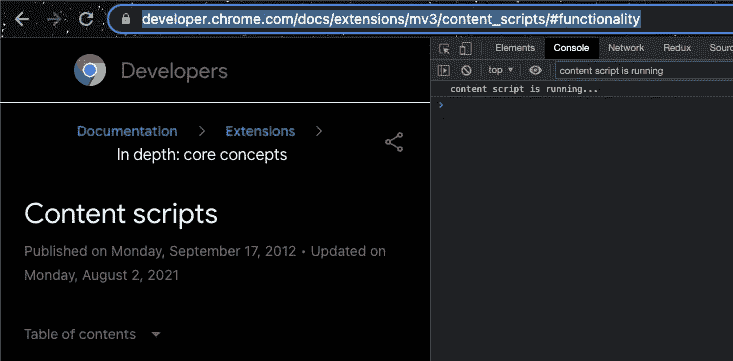 developer.chrome.com/docs/extensions/mv3/content_scripts/#functionality
Developers
Documentation > Extensions >
In depth: core concepts
Content scripts
Published on Monday, September 17, 2012 • Updated on
Monday, August 2, 2021
Table of contents
Elements Console Network Redux Sour
top content script is running
content script is running...